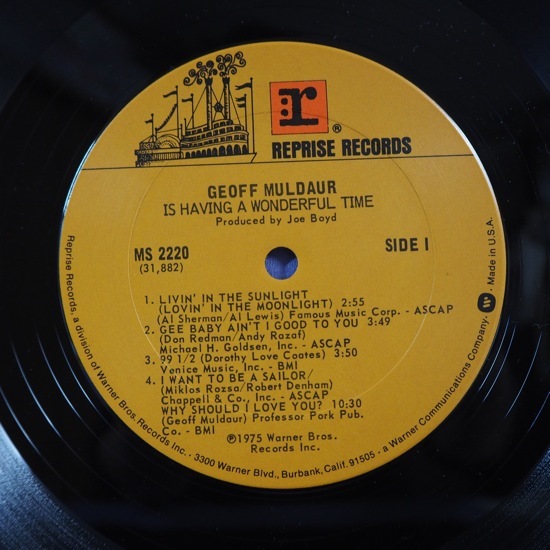 r ®
REPRISE RECORDS
GEOFF MULDAUR
IS HAVING A WONDERFUL TIME
Produced by Joe Boyd
MS 2220
(31,882)
SIDE I
1. LIVIN' IN THE SUNLIGHT
(LOVIN' IN THE MOONLIGHT) 2:55
(Al Sherman/Al Lewis) Famous Music Corp. - ASCAP
2. GEE BABY AIN'T I GOOD TO YOU 3:49
(Don Redman/Andy Razaf)
Michael H. Goldsen, Inc. - ASCAP
3. 99 1/2 (Dorothy Love Coates) 3:50
Venice Music, Inc. - BMI
4. I WANT TO BE A SAILOR/
(Miklos Rozsa/Robert Denham)
Chappell & Co., Inc. - ASCAP
WHY SHOULD I LOVE YOU? 10:30
(Geoff Muldaur) Professor Pork Pub.
Co. - BMI
℗1975 Warner Bros.
Records Inc.
Reprise Records, a division of Warner Bros. Records Inc. · 3300 Warner Blvd., Burbank, Calif. 91505 · a Warner Communications Company · W · Made in U.S.A.